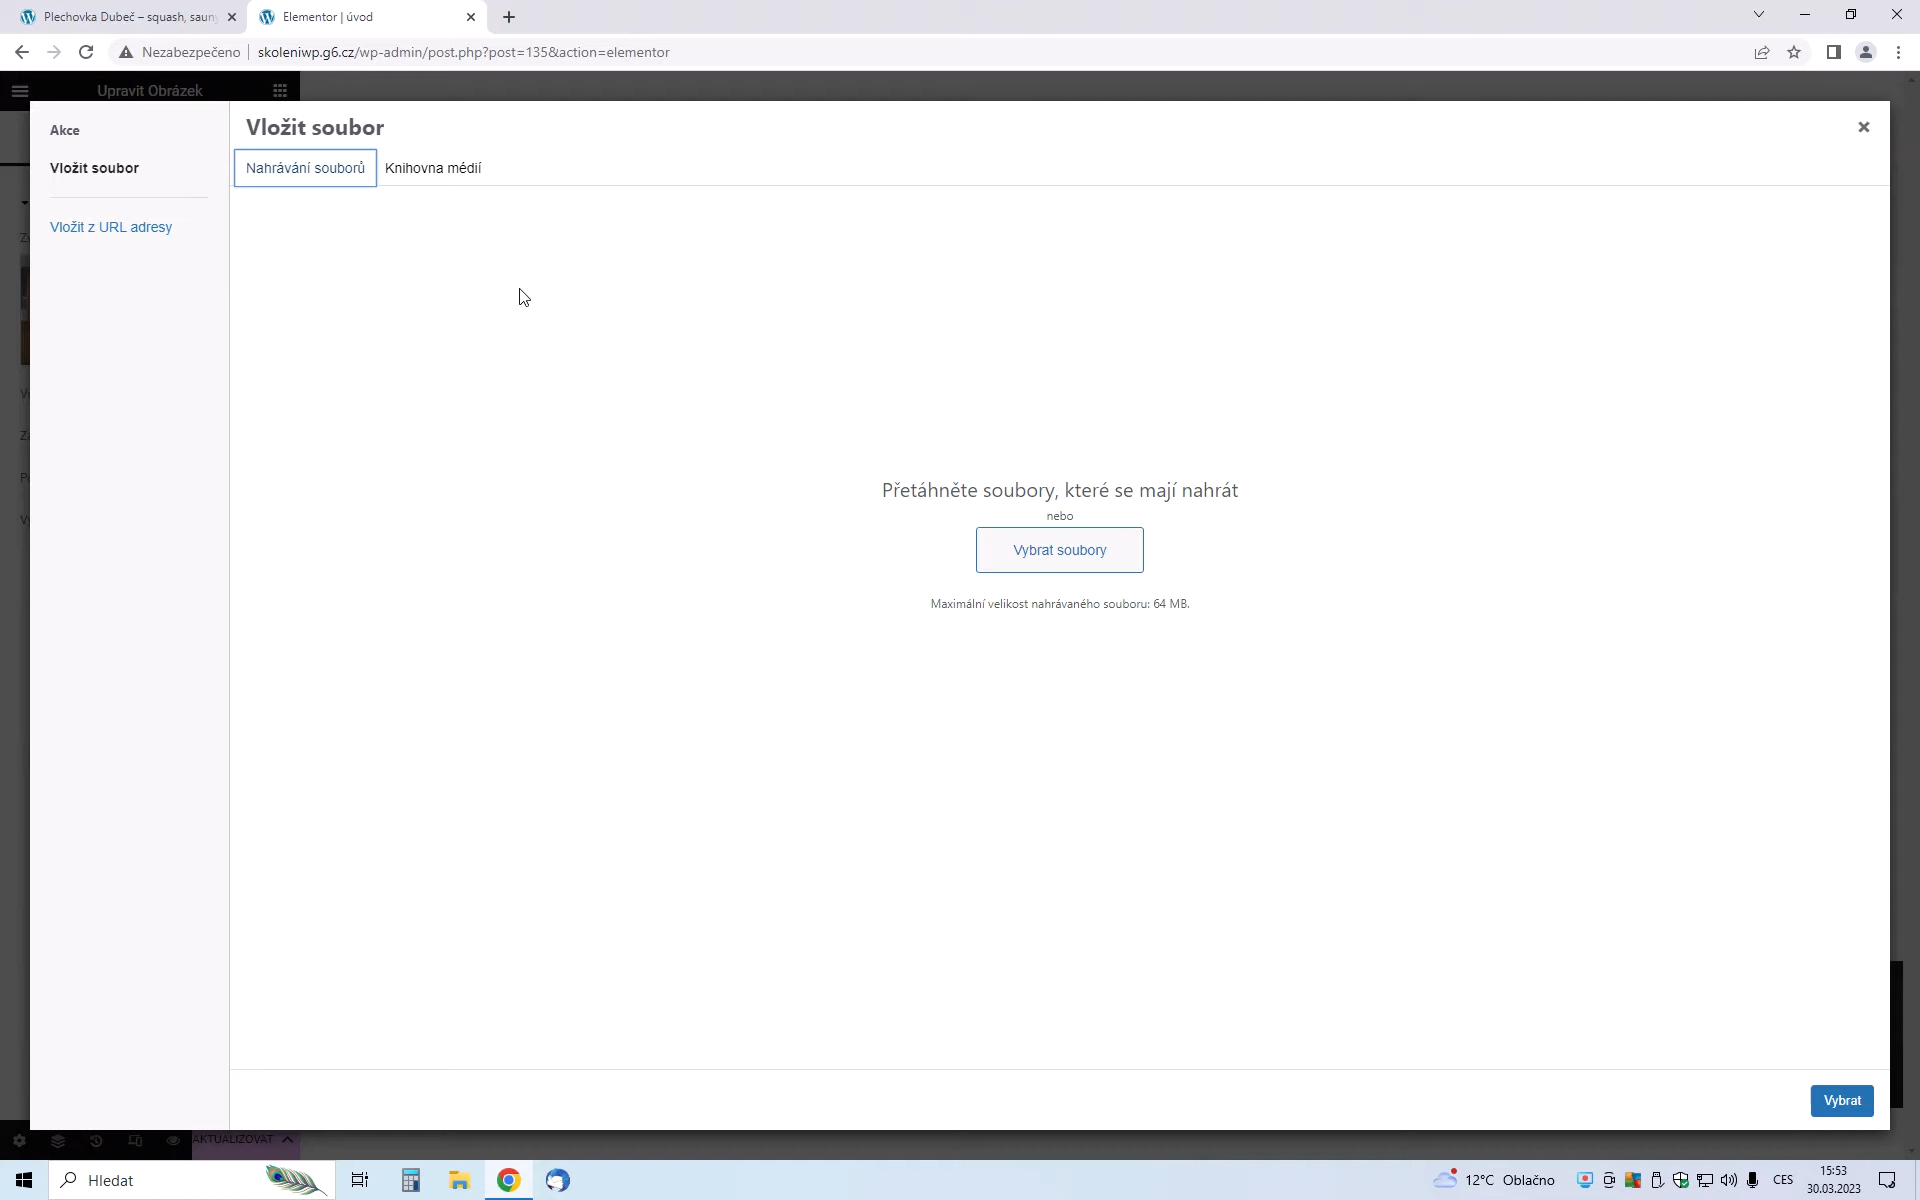 Plechovka Dubeč – squash, saun
Elementor | úvod
Nezabezpečeno
skoleniwp.g6.cz/wp-admin/post.php?post=135&action=elementor
Upravit Obrázek
Akce
Vložit soubor
Vložit z URL adresy
Vložit soubor
Nahrávání souborů
Knihovna médií
Přetáhněte soubory, které se mají nahrát
nebo
Vybrat soubory
Maximální velikost nahrávaného souboru: 64 MB.
Vybrat
AKTUALIZOVAT
Hledat
12°C Oblačno
CES
15:53
30.03.2023